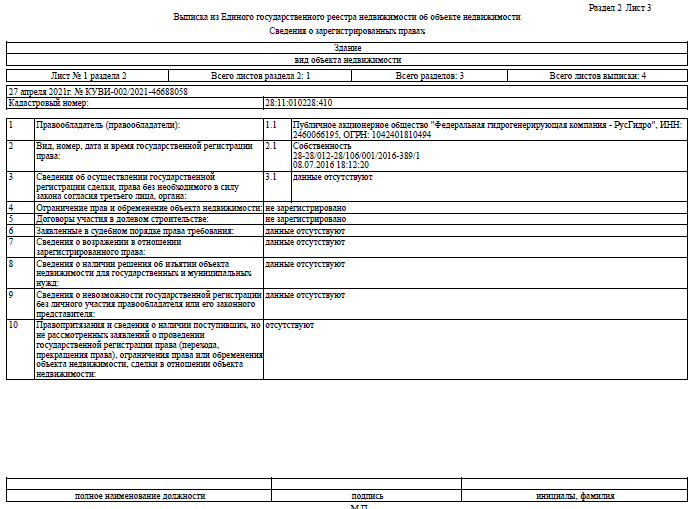 Раздел 2 Лист 3
Выписка из Единого государственного реестра недвижимости об объекте недвижимости
Сведения о зарегистрированных правах
Здание
вид объекта недвижимости
Лист № 1 раздела 2 Всего листов раздела 2: 1 Всего разделов: 3 Всего листов выписки: 4
27 апреля 2021г. № КУВИ-002/2021-46688058
Кадастровый номер: 28:11:010228:410
1 Правообладатель (правообладатели): 1.1 Публичное акционерное общество "Федеральная гидрогенерирующая компания - РусГидро", ИНН:
2460066195, ОГРН: 1042401810494
2 Вид, номер, дата и время государственной регистрации 2.1 Собственность
права: 28-28/012-28/106/001/2016-389/1
08.07.2016 18:12:20
3 Сведения об осуществлении государственной 3.1 данные отсутствуют
регистрации сделки, права без необходимого в силу
закона согласия третьего лица, органа:
4 Ограничение прав и обременение объекта недвижимости: не зарегистрировано
5 Договоры участия в долевом строительстве: не зарегистрировано
6 Заявленные в судебном порядке права требования: данные отсутствуют
7 Сведения о возражении в отношении данные отсутствуют
зарегистрированного права:
8 Сведения о наличии решения об изъятии объекта данные отсутствуют
недвижимости для государственных и муниципальных
нужд:
9 Сведения о невозможности государственной регистрации данные отсутствуют
без личного участия правообладателя или его законного
представителя:
10 Правопритязания и сведения о наличии поступивших, но отсутствуют
не рассмотренных заявлений о проведении
государственной регистрации права (перехода,
прекращения права), ограничения права или обременения
объекта недвижимости, сделки в отношении объекта
недвижимости:
полное наименование должности подпись инициалы, фамилия
М.П.